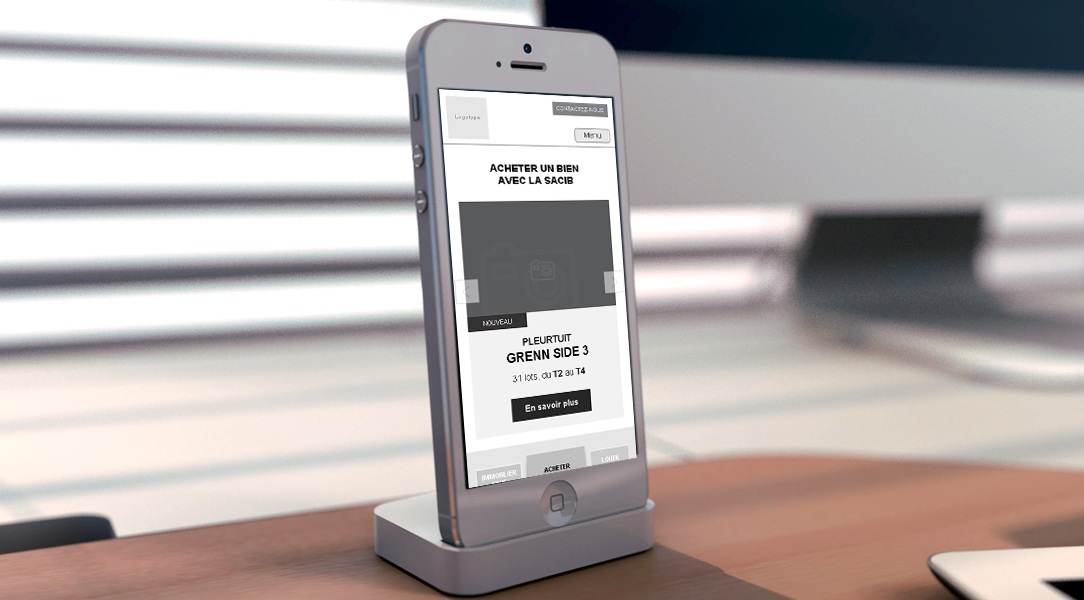 Logotype
CONTACTEZ-NOUS
Menu
ACHETER UN BIEN
AVEC LA SACIB
NOUVEAU
PLEURTUIT
GRENN SIDE 3
31 lots, du T2 au T4
En savoir plus
IMMOBILIER
ACHETER
LOUER